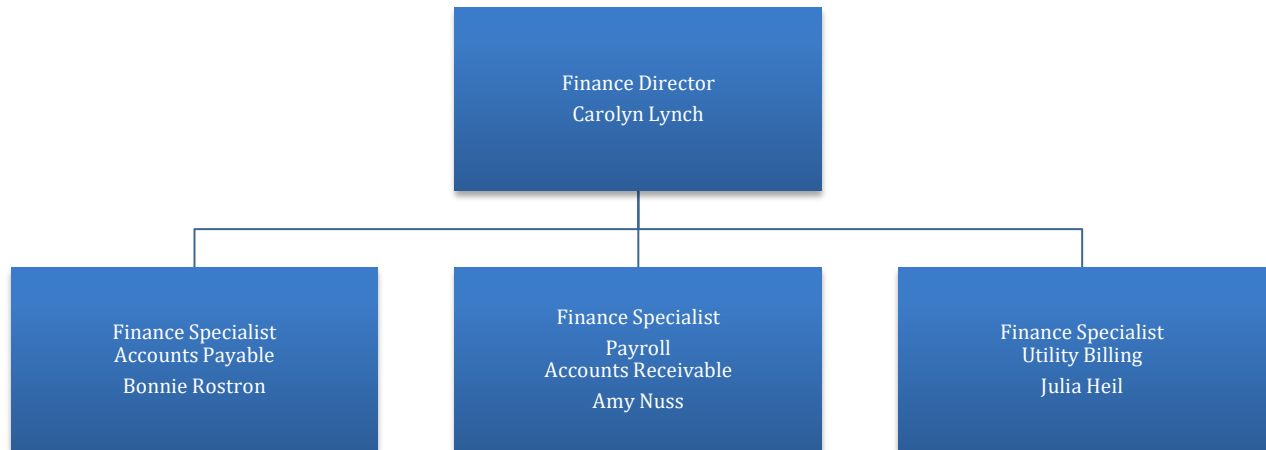 Finance Director
Carolyn Lynch
Finance Specialist
Accounts Payable
Bonnie Rostron
Finance Specialist
Payroll
Accounts Receivable
Amy Nuss
Finance Specialist
Utility Billing
Julia Heil